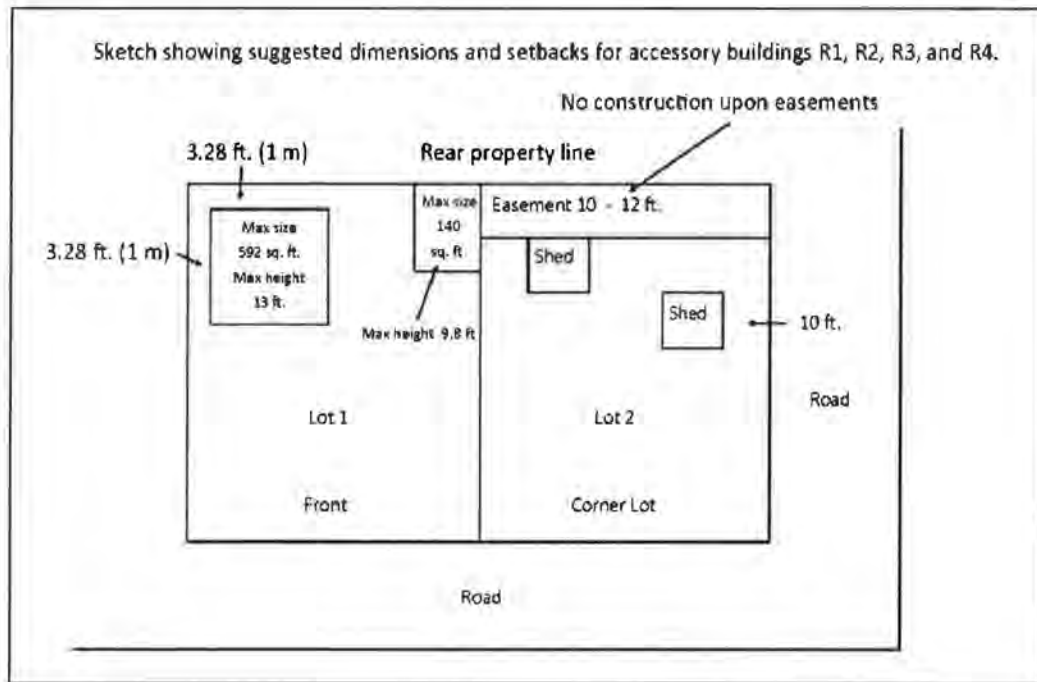 Sketch showing suggested dimensions and setbacks for accessory buildings R1, R2, R3, and R4.
No construction upon easements
3.28 ft. (1 m)
Rear property line
Max size
592 sq. ft.
Max height
13 ft.
3.28 ft. (1 m)
Max size
140
sq. ft
Max height 9.8 ft
Easement 10 - 12 ft.
Shed
Shed
10 ft.
Lot 1
Lot 2
Road
Front
Corner Lot
Road